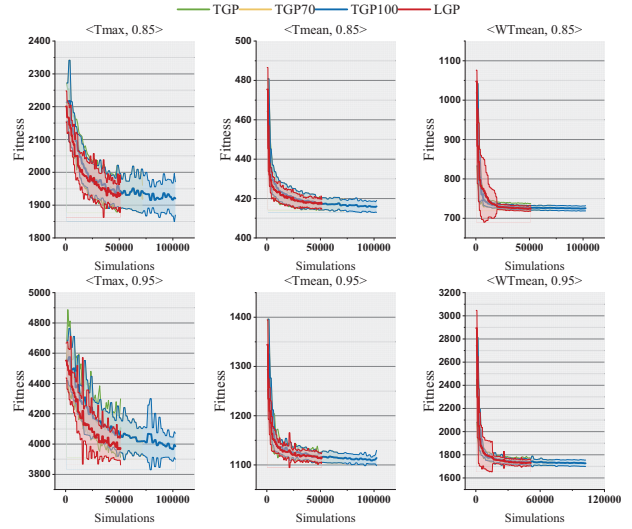 TGP TGP70 TGP100 LGP
<Tmax, 0.85> <Tmean, 0.85> <WTmean, 0.85>
2400
2300
2200
2100
2000
1900
1800
Fitness
0 50000 100000
Simulations
500
480
460
440
420
400
Fitness
0 50000 100000
Simulations
1100
1000
900
800
700
Fitness
0 50000 100000
Simulations
<Tmax, 0.95> <Tmean, 0.95> <WTmean, 0.95>
5000
4800
4600
4400
4200
4000
3800
Fitness
0 50000 100000
Simulations
1400
1300
1200
1100
Fitness
0 50000 100000
Simulations
3200
3000
2800
2600
2400
2200
2000
1800
1600
Fitness
0 60000 120000
Simulations